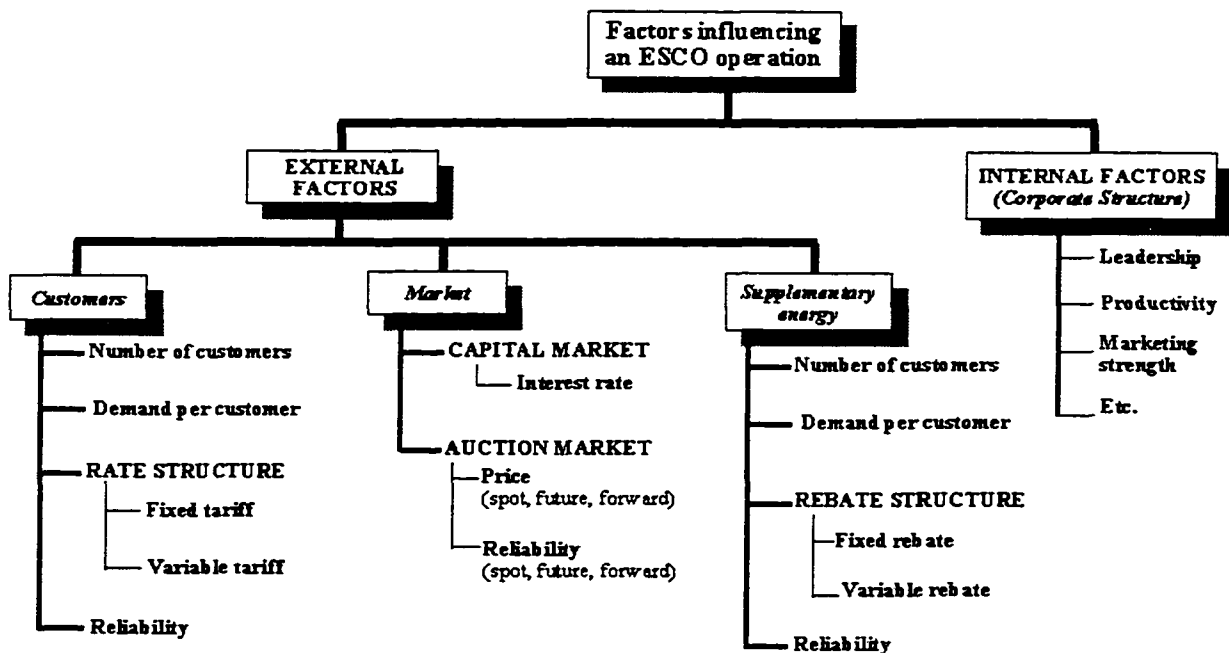 Factors influencing
an ESCO operation
EXTERNAL
FACTORS
INTERNAL FACTORS
(Corporate Structure)
Leadership
Productivity
Marketing
strength
Etc.
Customers
Number of customers
Demand per customer
RATE STRUCTURE
Fixed tariff
Variable tariff
Reliability
Market
CAPITAL MARKET
Interest rate
AUCTION MARKET
Price
(spot, future, forward)
Reliability
(spot, future, forward)
Supplementary
energy
Number of customers
Demand per customer
REBATE STRUCTURE
Fixed rebate
Variable rebate
Reliability